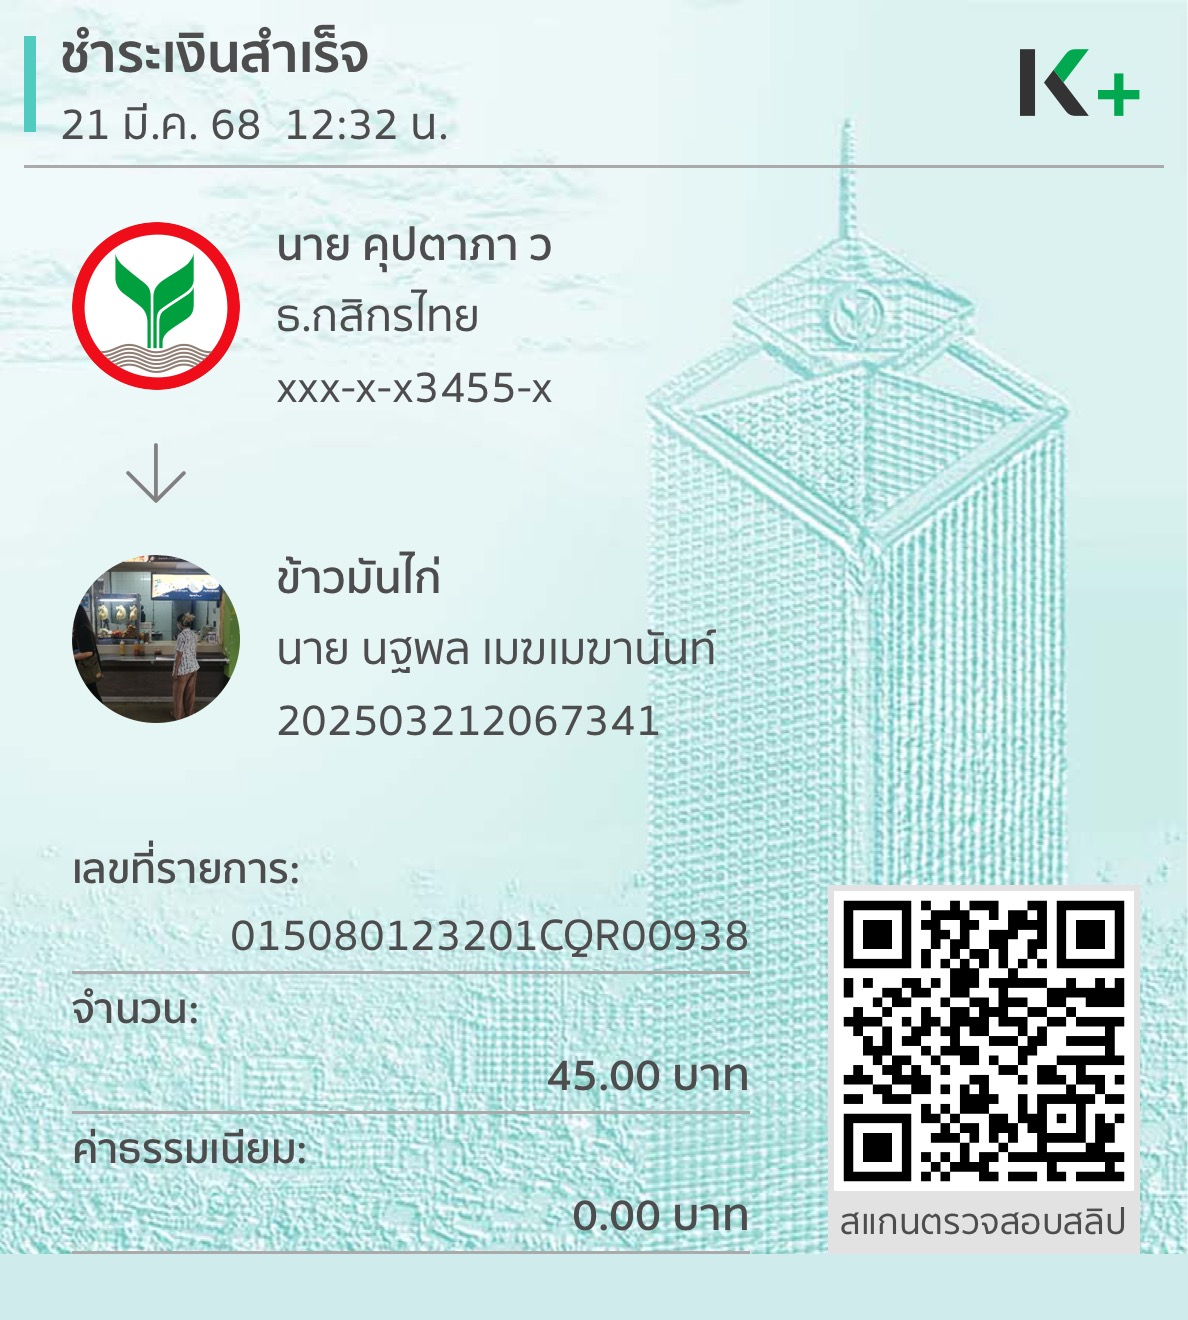 ชำระเงินสำเร็จ
21 มี.ค. 68 12:32 น.
K+
นาย คุปตาภา ว
ธ.กสิกรไทย
xxx-x-x3455-x
ข้าวมันไก่
นาย นฐพล เมฆเมฆานันท์
202503212067341
เลขที่รายการ:
015080123201CQR00938
จำนวน:
45.00 บาท
ค่าธรรมเนียม:
0.00 บาท
สแกนตรวจสอบสลิป